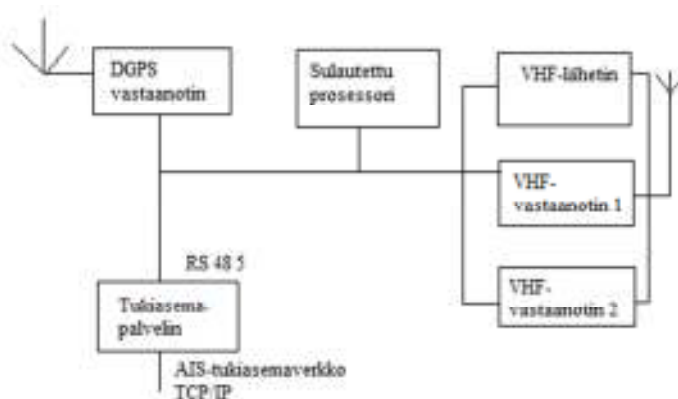 DGPS
vastaanotin
Sulautettu
prosessori
VHF-lähetin
VHF-
vastaanotin 1
VHF-
vastaanotin 2
RS 48 5
Tukiasema-
palvelin
AIS-tukiasemaverkko
TCP/IP